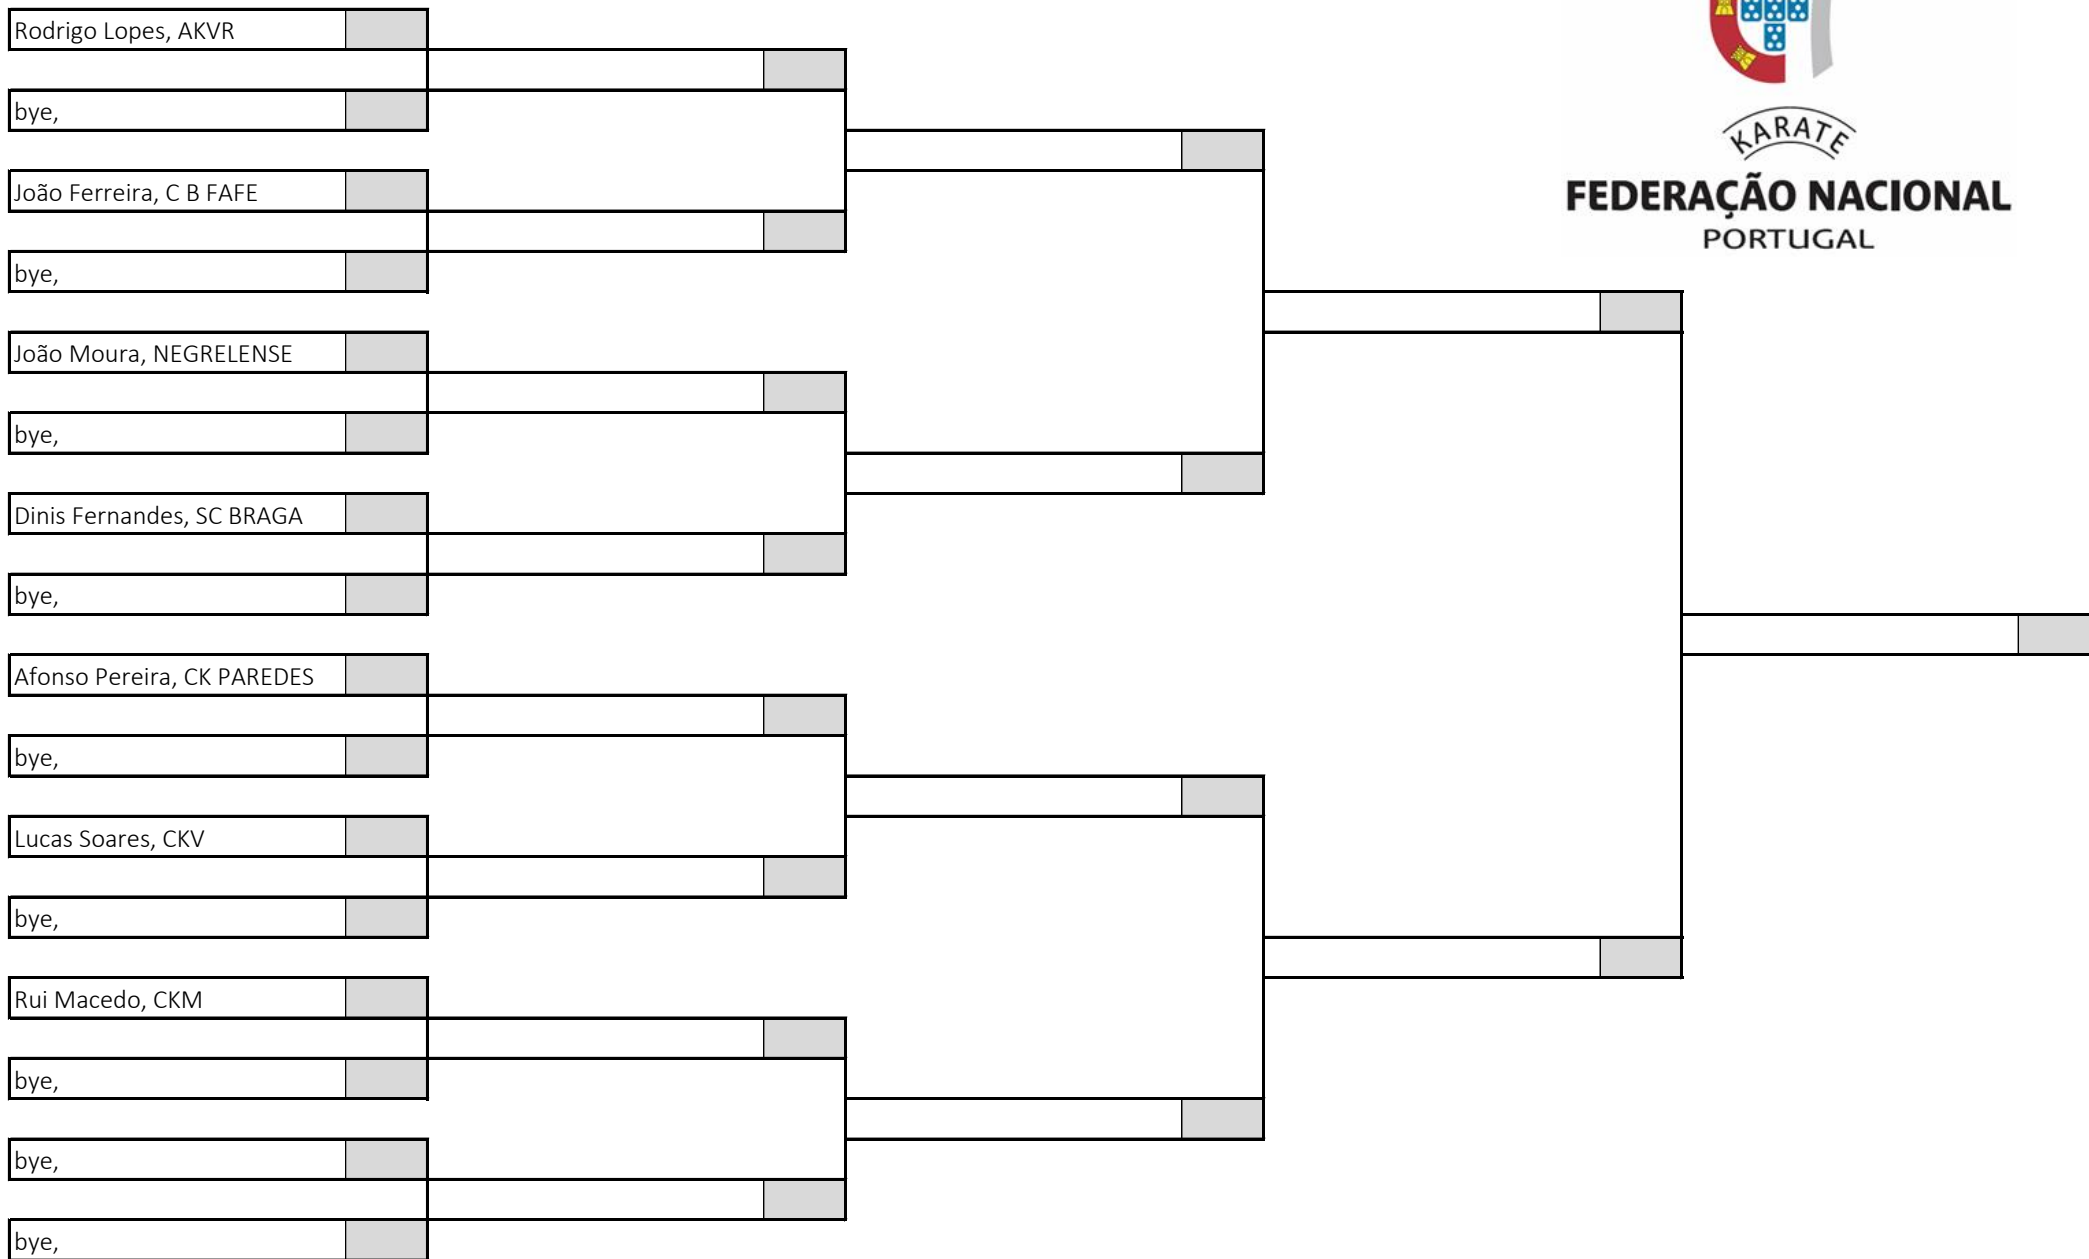 Rodrigo Lopes, AKVR
bye,
João Ferreira, C B FAFE
bye,
João Moura, NEGRELENSE
bye,
Dinis Fernandes, SC BRAGA
bye,
Afonso Pereira, CK PAREDES
bye,
Lucas Soares, CKV
bye,
Rui Macedo, CKM
bye,
bye,
bye,
KARATE
FEDERAÇÃO NACIONAL
PORTUGAL